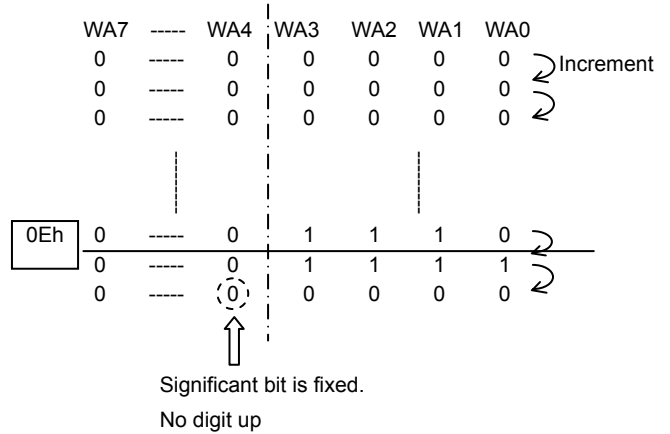 WA7 ----- WA4 WA3 WA2 WA1 WA0
0 ----- 0 0 0 0 0
Increment
0 ----- 0 0 0 0 0
0 ----- 0 0 0 0 0
0Eh 0 ----- 0 1 1 1 0
0 ----- 0 1 1 1 1
0 ----- 0 0 0 0 0
Significant bit is fixed.
No digit up